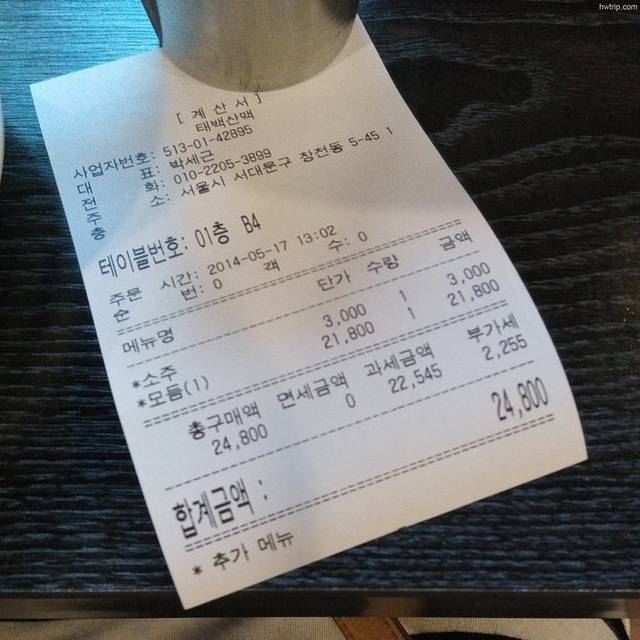 hwtrip.com
[ 계 산 서 ]
태백산맥
사업자번호: 513-01-42895
대 표: 박세근
전 화: 010-2205-3899
주 소: 서울시 서대문구 창천동 5-45 1
층
테이블번호: 01층 B4
주문 시간: 2014-05-17 13:02
순 번: 0 객 수: 0
메뉴명 단가 수량 금액
*소주 3,000 1 3,000
*모듬(1) 21,800 1 21,800
총구매액 면세금액 과세금액 부가세
24,800 0 22,545 2,255
합계금액 : 24,800
* 추가 메뉴